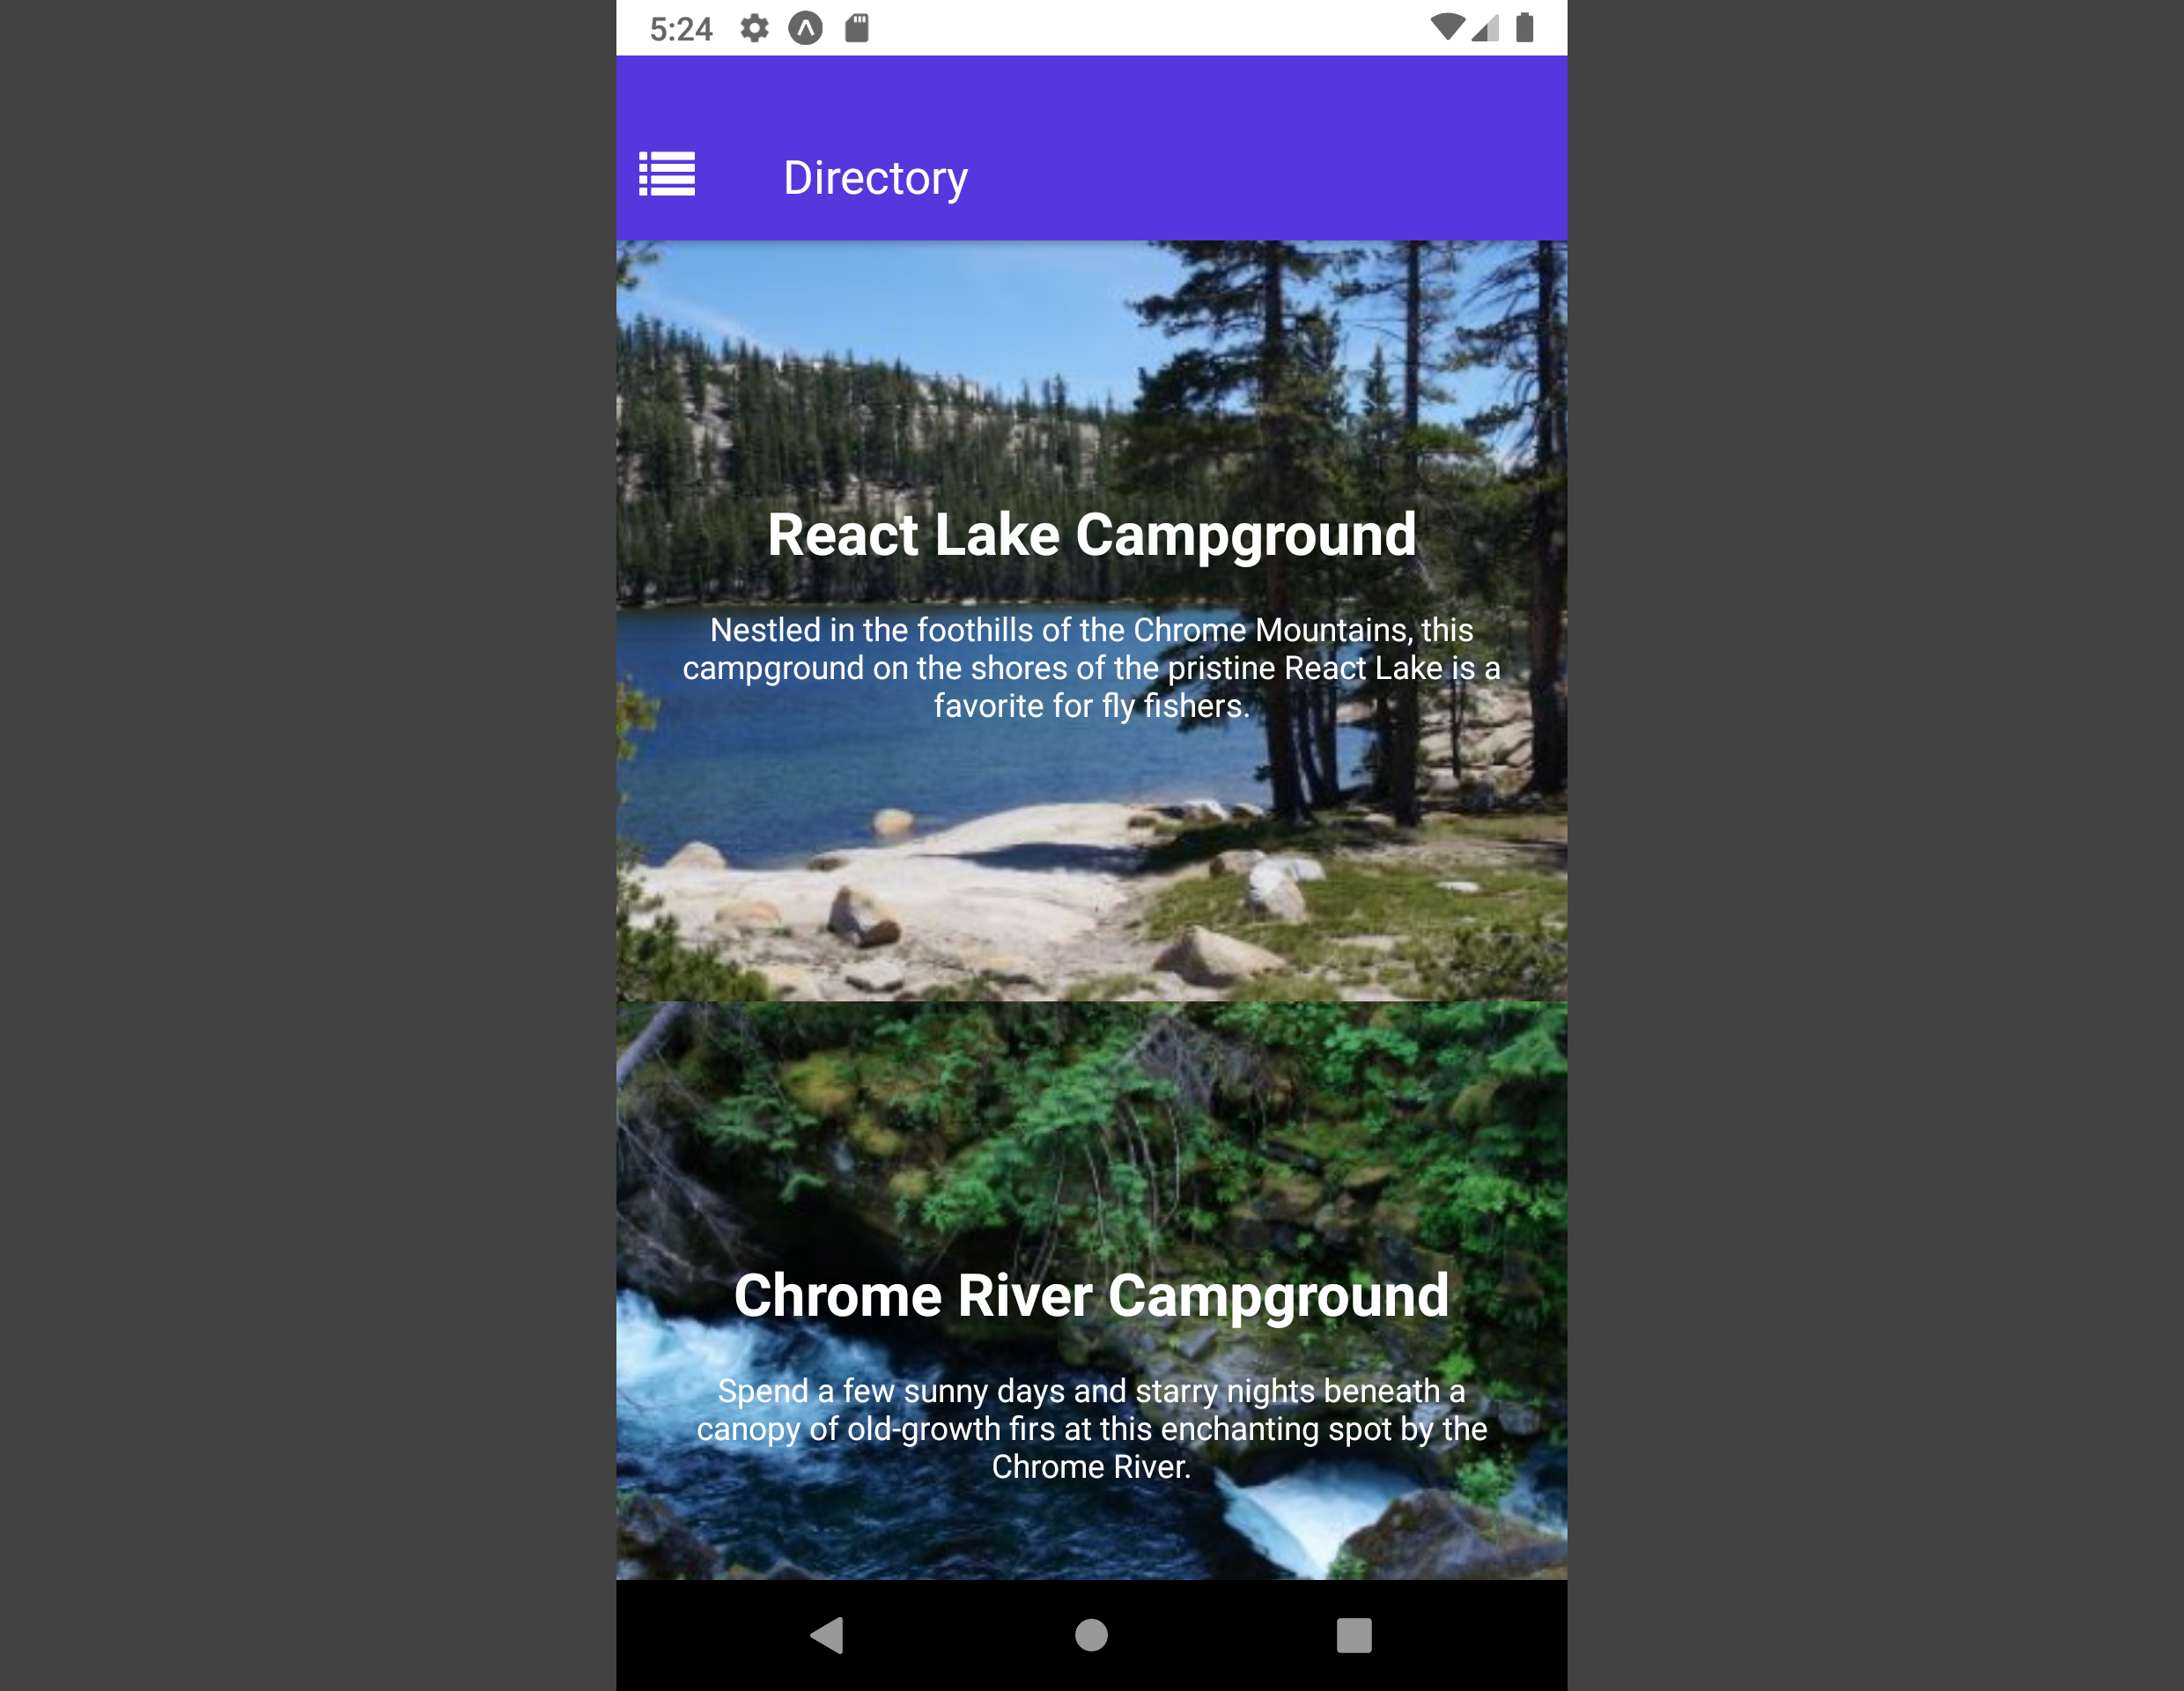 5:24
Directory
React Lake Campground
Nestled in the foothills of the Chrome Mountains, this
campground on the shores of the pristine React Lake is a
favorite for fly fishers.
Chrome River Campground
Spend a few sunny days and starry nights beneath a
canopy of old-growth firs at this enchanting spot by the
Chrome River.